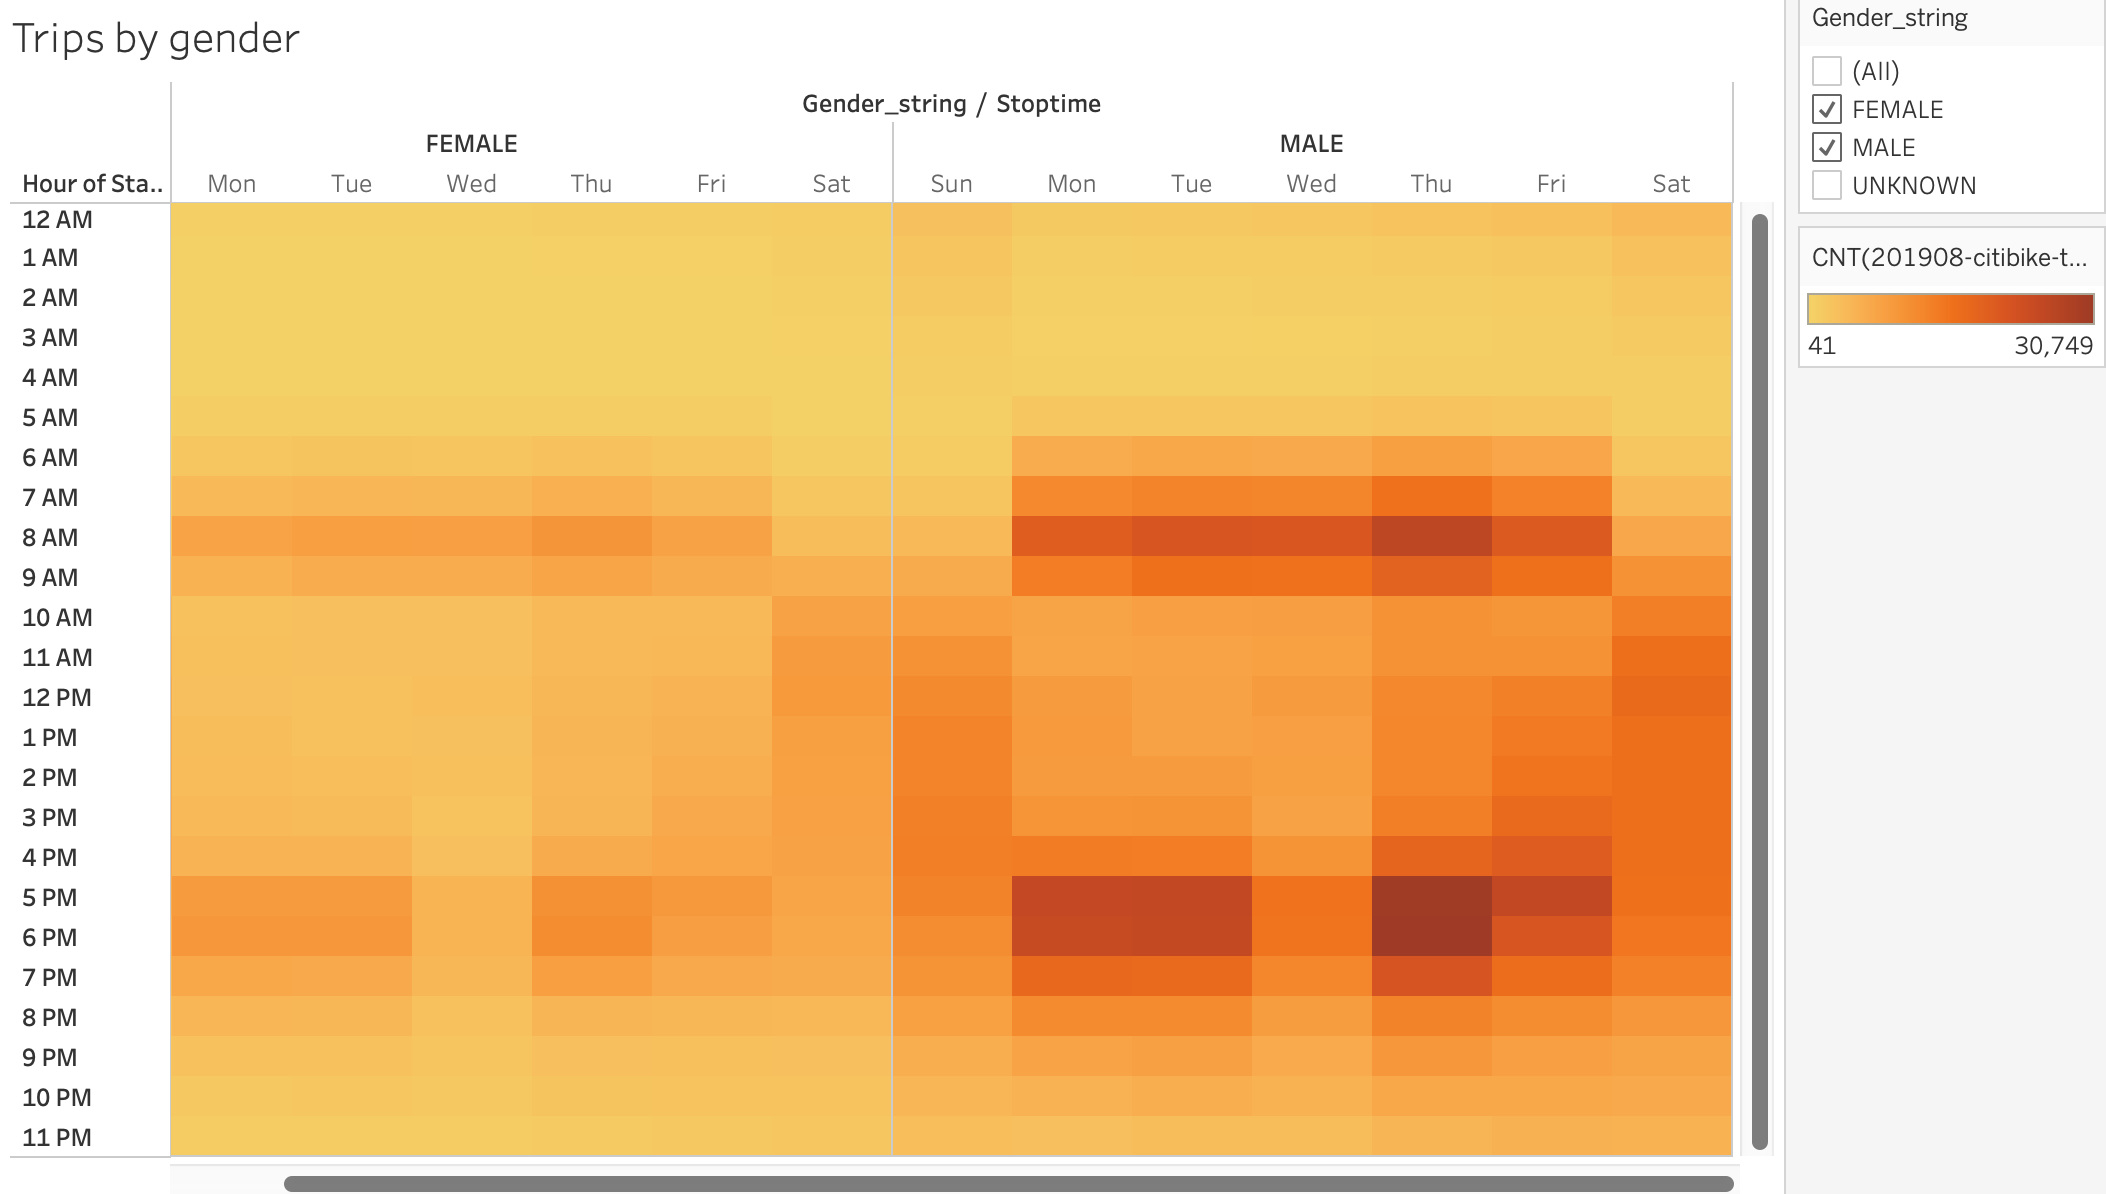 Trips by gender
Gender_string / Stoptime
FEMALE MALE
Hour of Sta.. Mon Tue Wed Thu Fri Sat Sun Mon Tue Wed Thu Fri Sat
12 AM
1 AM
2 AM
3 AM
4 AM
5 AM
6 AM
7 AM
8 AM
9 AM
10 AM
11 AM
12 PM
1 PM
2 PM
3 PM
4 PM
5 PM
6 PM
7 PM
8 PM
9 PM
10 PM
11 PM
Gender_string
(All)
FEMALE
MALE
UNKNOWN
CNT(201908-citibike-t...
41 30,749